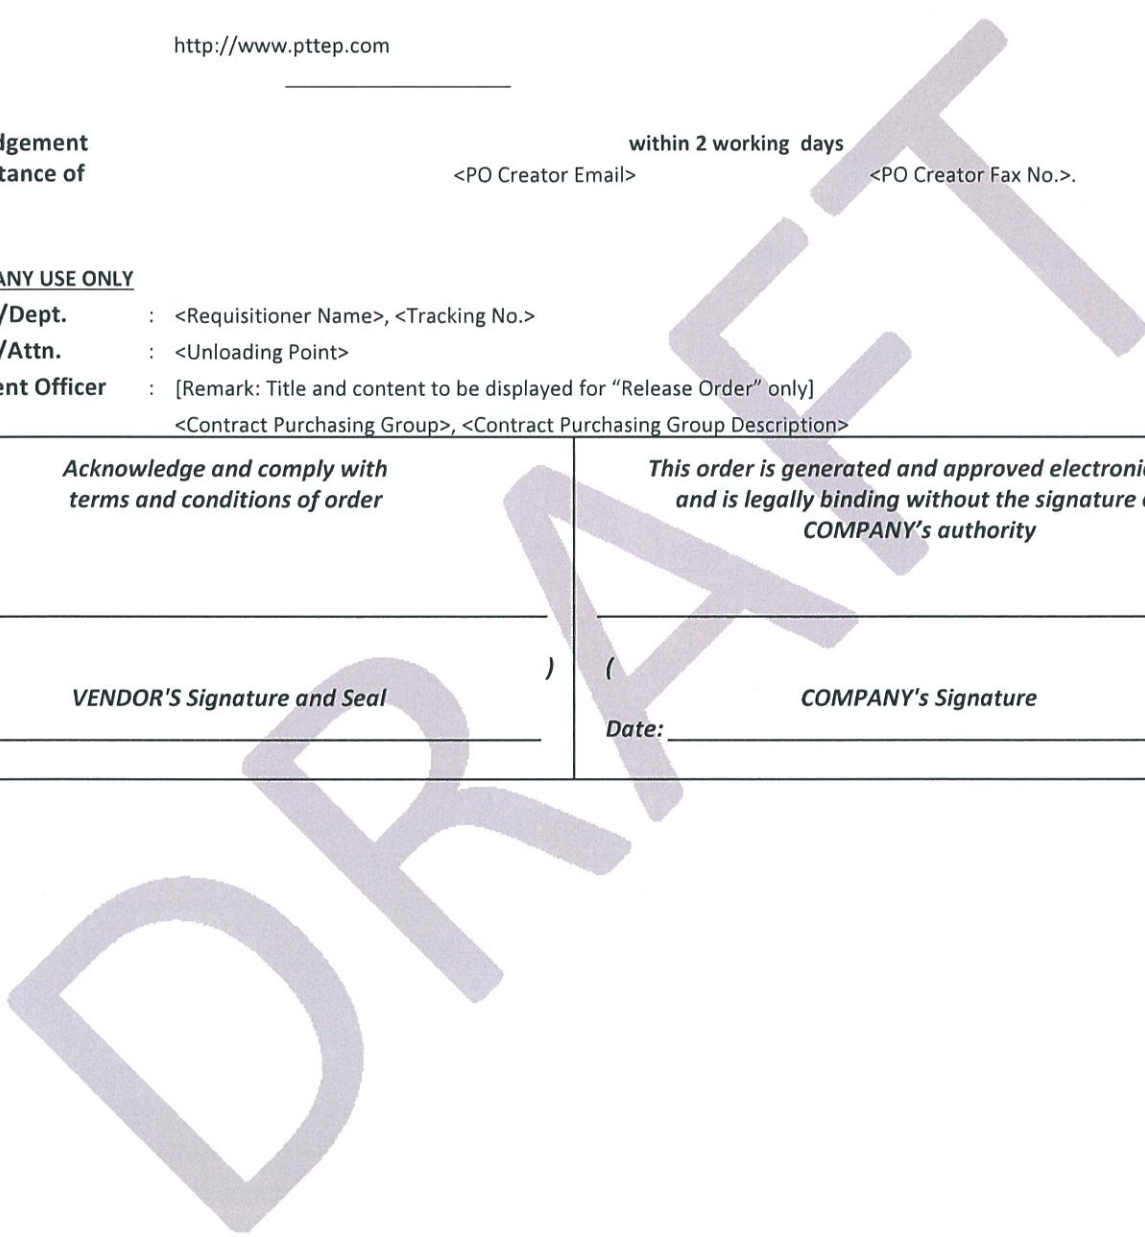 http://www.pttep.com
dgement within 2 working days
tance of <PO Creator Email> <PO Creator Fax No.>.
ANY USE ONLY
/Dept. : <Requisitioner Name>, <Tracking No.>
/Attn. : <Unloading Point>
ent Officer : [Remark: Title and content to be displayed for “Release Order” only]
<Contract Purchasing Group>, <Contract Purchasing Group Description>
Acknowledge and comply with
terms and conditions of order
This order is generated and approved electronic
and is legally binding without the signature
COMPANY’s authority
) (
VENDOR'S Signature and Seal
COMPANY's Signature
Date:
DRAFT